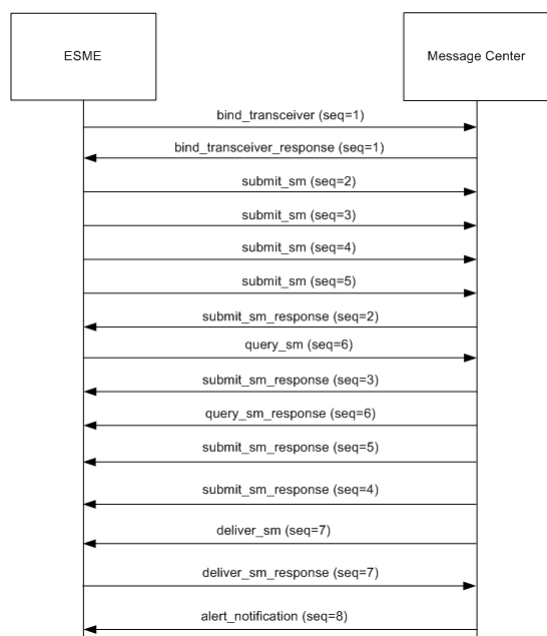 ESME
Message Center
bind_transceiver (seq=1)
bind_transceiver_response (seq=1)
submit_sm (seq=2)
submit_sm (seq=3)
submit_sm (seq=4)
submit_sm (seq=5)
submit_sm_response (seq=2)
query_sm (seq=6)
submit_sm_response (seq=3)
query_sm_response (seq=6)
submit_sm_response (seq=5)
submit_sm_response (seq=4)
deliver_sm (seq=7)
deliver_sm_response (seq=7)
alert_notification (seq=8)